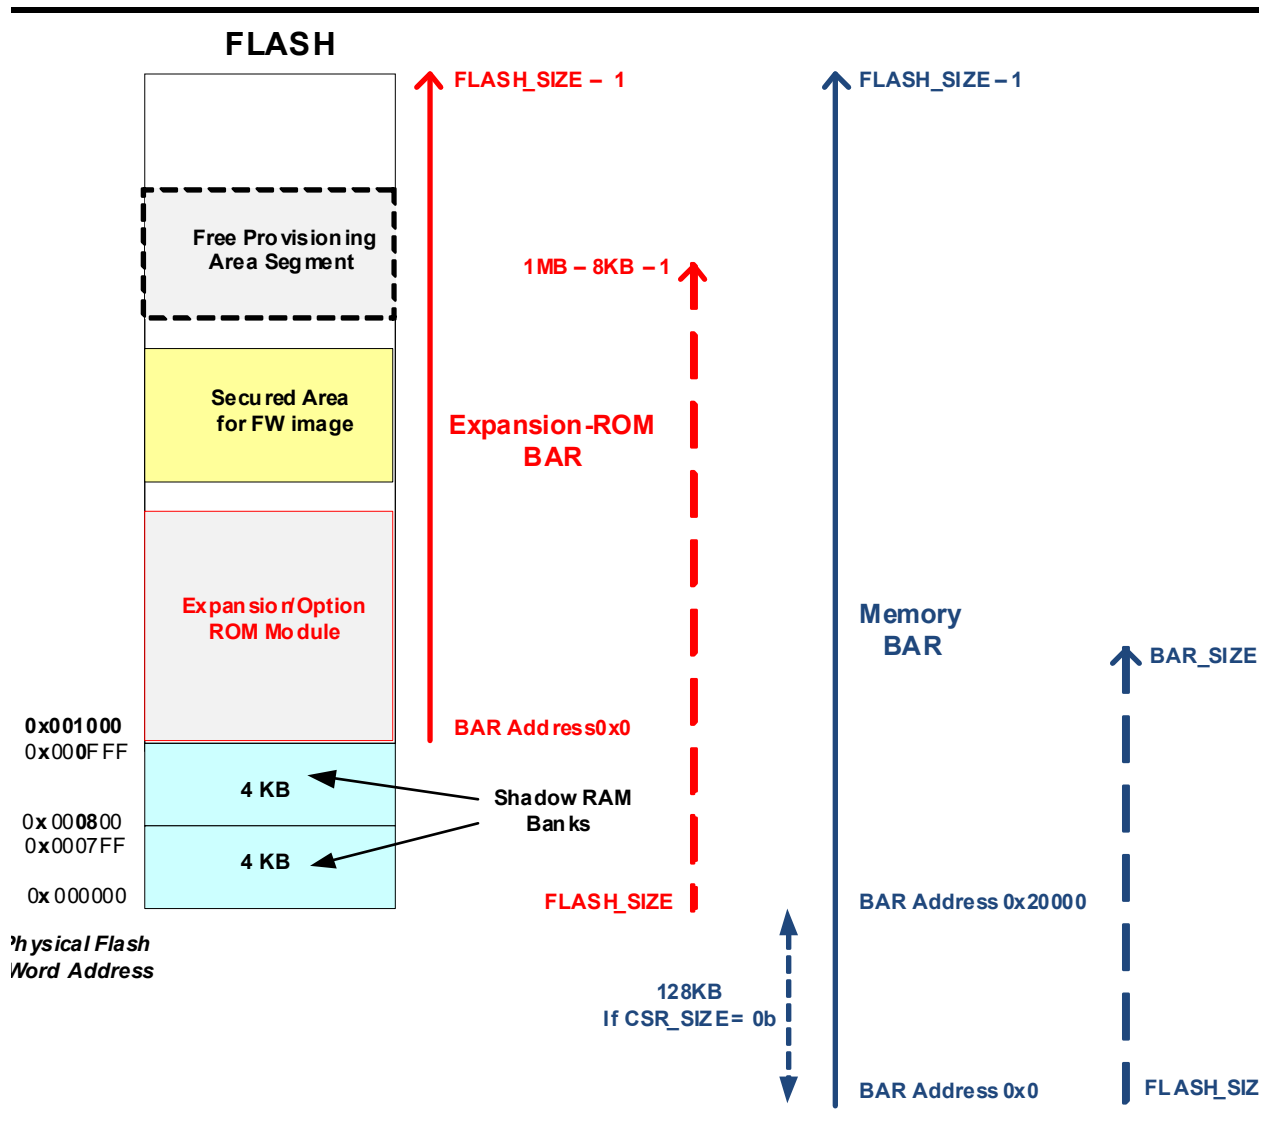 FLASH
FLASH_SIZE – 1
FLASH_SIZE – 1
Free Provisioning
Area Segment
1MB – 8KB – 1
Secured Area
for FW image
Expansion-ROM
BAR
Expansion/Option
ROM Module
Memory
BAR
BAR_SIZE
0x001000
BAR Address0x0
0x000FFF
4 KB
Shadow RAM
Banks
0x000800
0x0007FF
4 KB
0x000000
FLASH_SIZE
BAR Address 0x20000
Physical Flash
Word Address
128KB
If CSR_SIZE= 0b
BAR Address 0x0
FLASH_SIZ